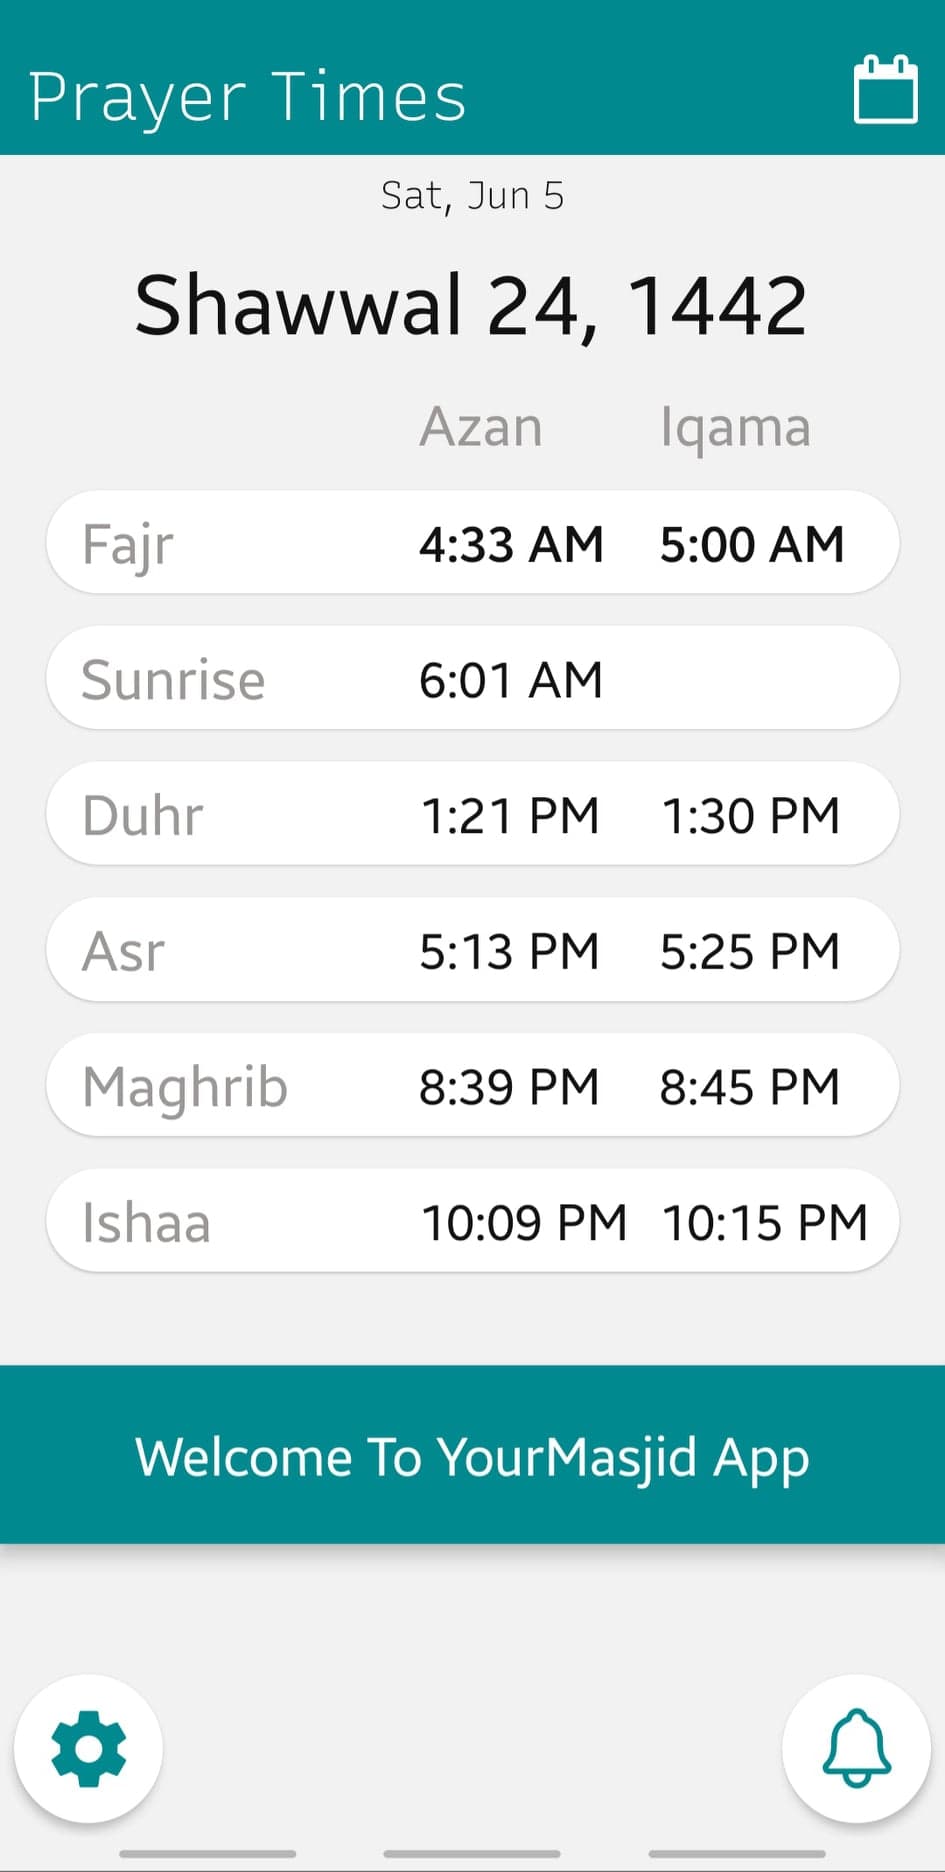 Prayer Times
Sat, Jun 5
Shawwal 24, 1442
Azan Iqama
Fajr 4:33 AM 5:00 AM
Sunrise 6:01 AM
Duhr 1:21 PM 1:30 PM
Asr 5:13 PM 5:25 PM
Maghrib 8:39 PM 8:45 PM
Ishaa 10:09 PM 10:15 PM
Welcome To YourMasjid App